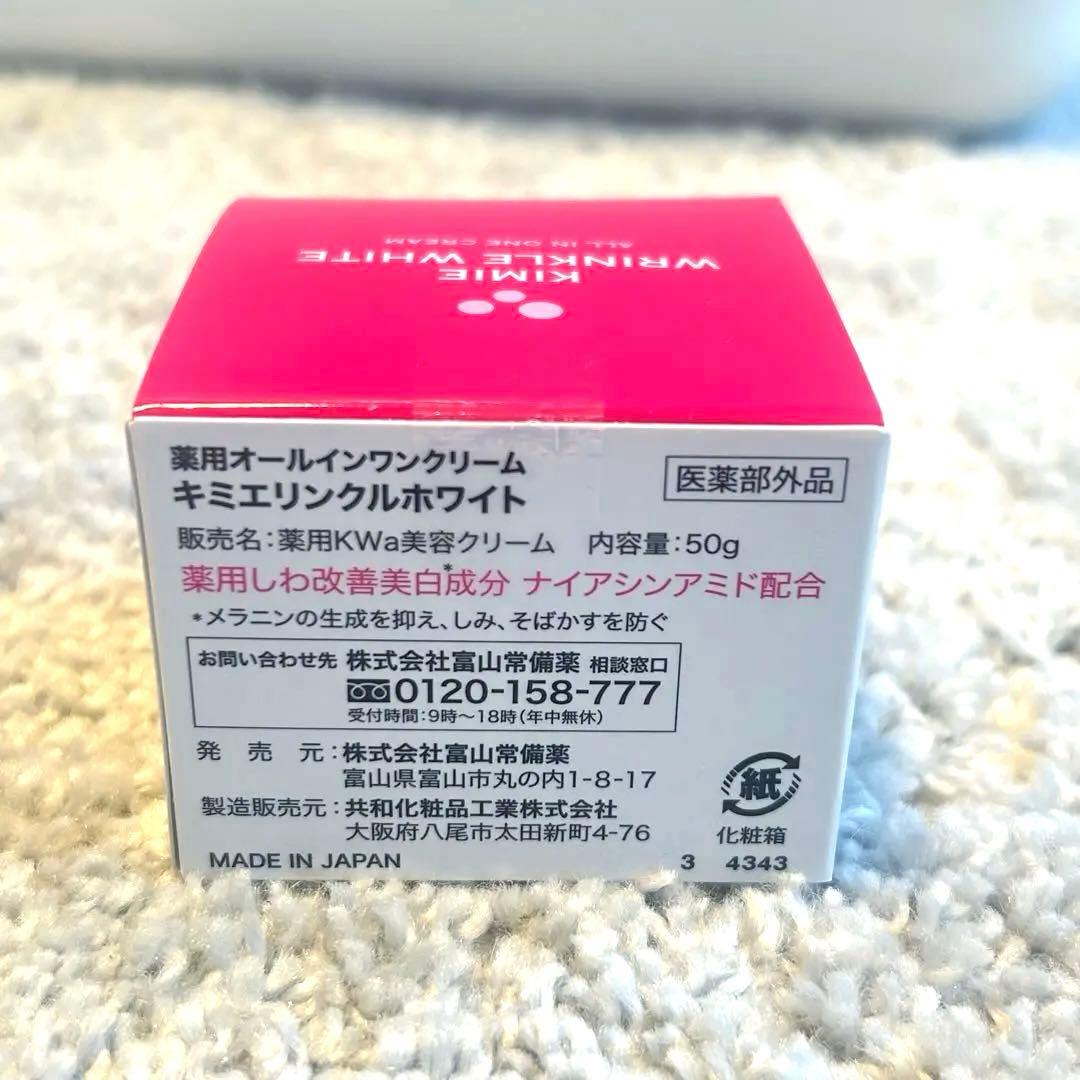 KIMIE
WRINKLE WHITE
ALL IN ONE CREAM
薬用オールインワンクリーム
キミエリンクルホワイト
医薬部外品
販売名:薬用KWa美容クリーム 内容量:50g
薬用しわ改善美白*成分 ナイアシンアミド配合
*メラニンの生成を抑え、しみ、そばかすを防ぐ
お問い合わせ先 株式会社富山常備薬 相談窓口
0120-158-777
受付時間:9時〜18時(年中無休)
発売元:株式会社富山常備薬
富山県富山市丸の内1-8-17
製造販売元:共和化粧品工業株式会社
大阪府八尾市太田新町4-76
紙
化粧箱
MADE IN JAPAN
3 4343